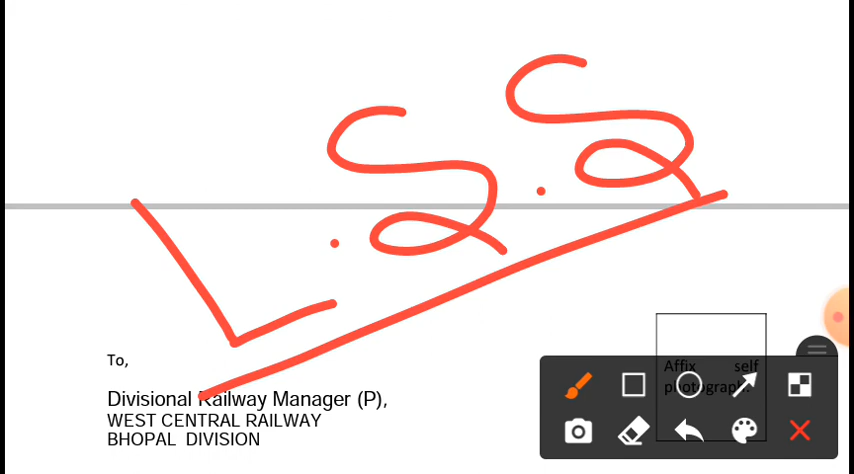 L.S.S
To,
Affix self
photograph.
Divisional Railway Manager (P),
WEST CENTRAL RAILWAY
BHOPAL DIVISION